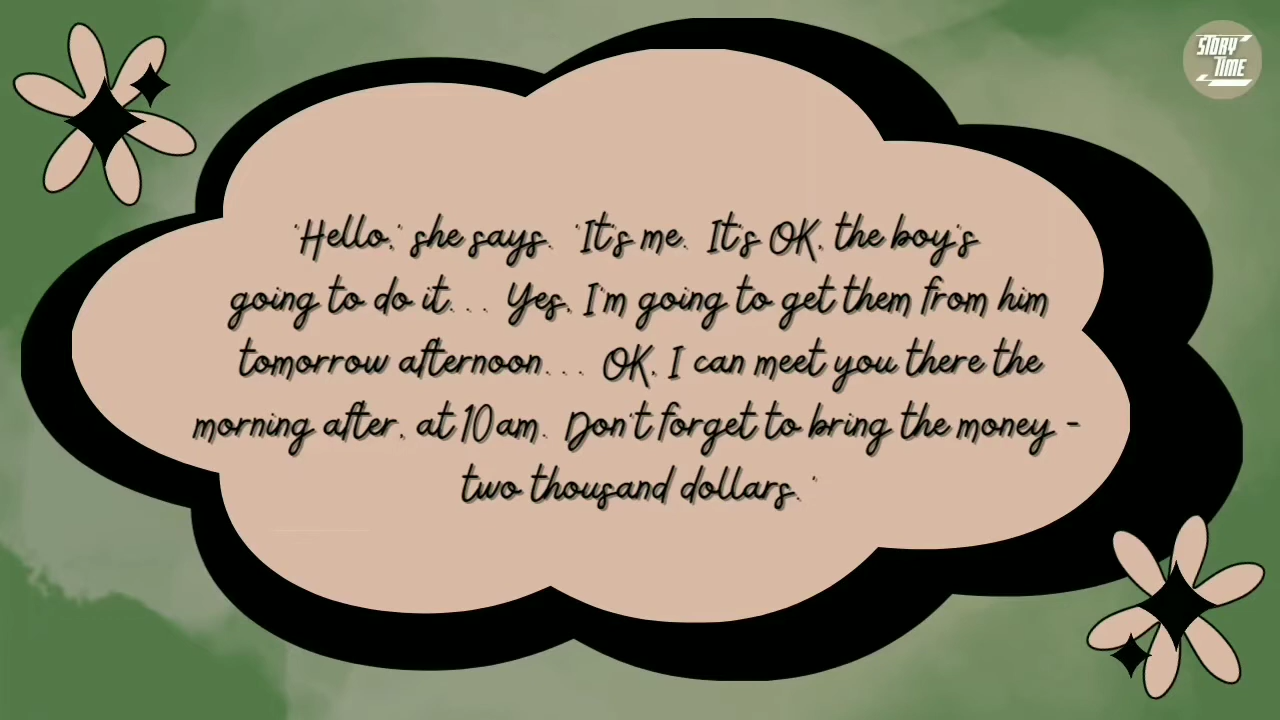 STORY
TIME
'Hello,' she says. 'It's me. It's OK, the boy's
going to do it. . . Yes, I'm going to get them from him
tomorrow afternoon. . . OK, I can meet you there the
morning after, at 10am. Don't forget to bring the money -
two thousand dollars. '